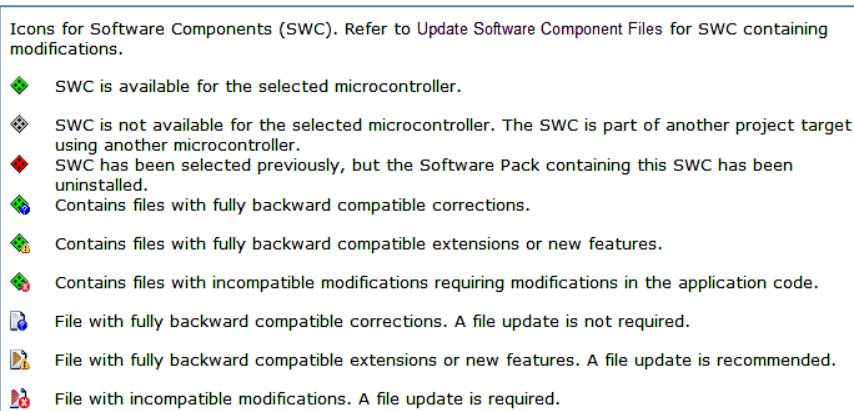 Icons for Software Components (SWC). Refer to Update Software Component Files for SWC containing
modifications.
SWC is available for the selected microcontroller.
SWC is not available for the selected microcontroller. The SWC is part of another project target
using another microcontroller.
SWC has been selected previously, but the Software Pack containing this SWC has been
uninstalled.
Contains files with fully backward compatible corrections.
Contains files with fully backward compatible extensions or new features.
Contains files with incompatible modifications requiring modifications in the application code.
File with fully backward compatible corrections. A file update is not required.
File with fully backward compatible extensions or new features. A file update is recommended.
File with incompatible modifications. A file update is required.